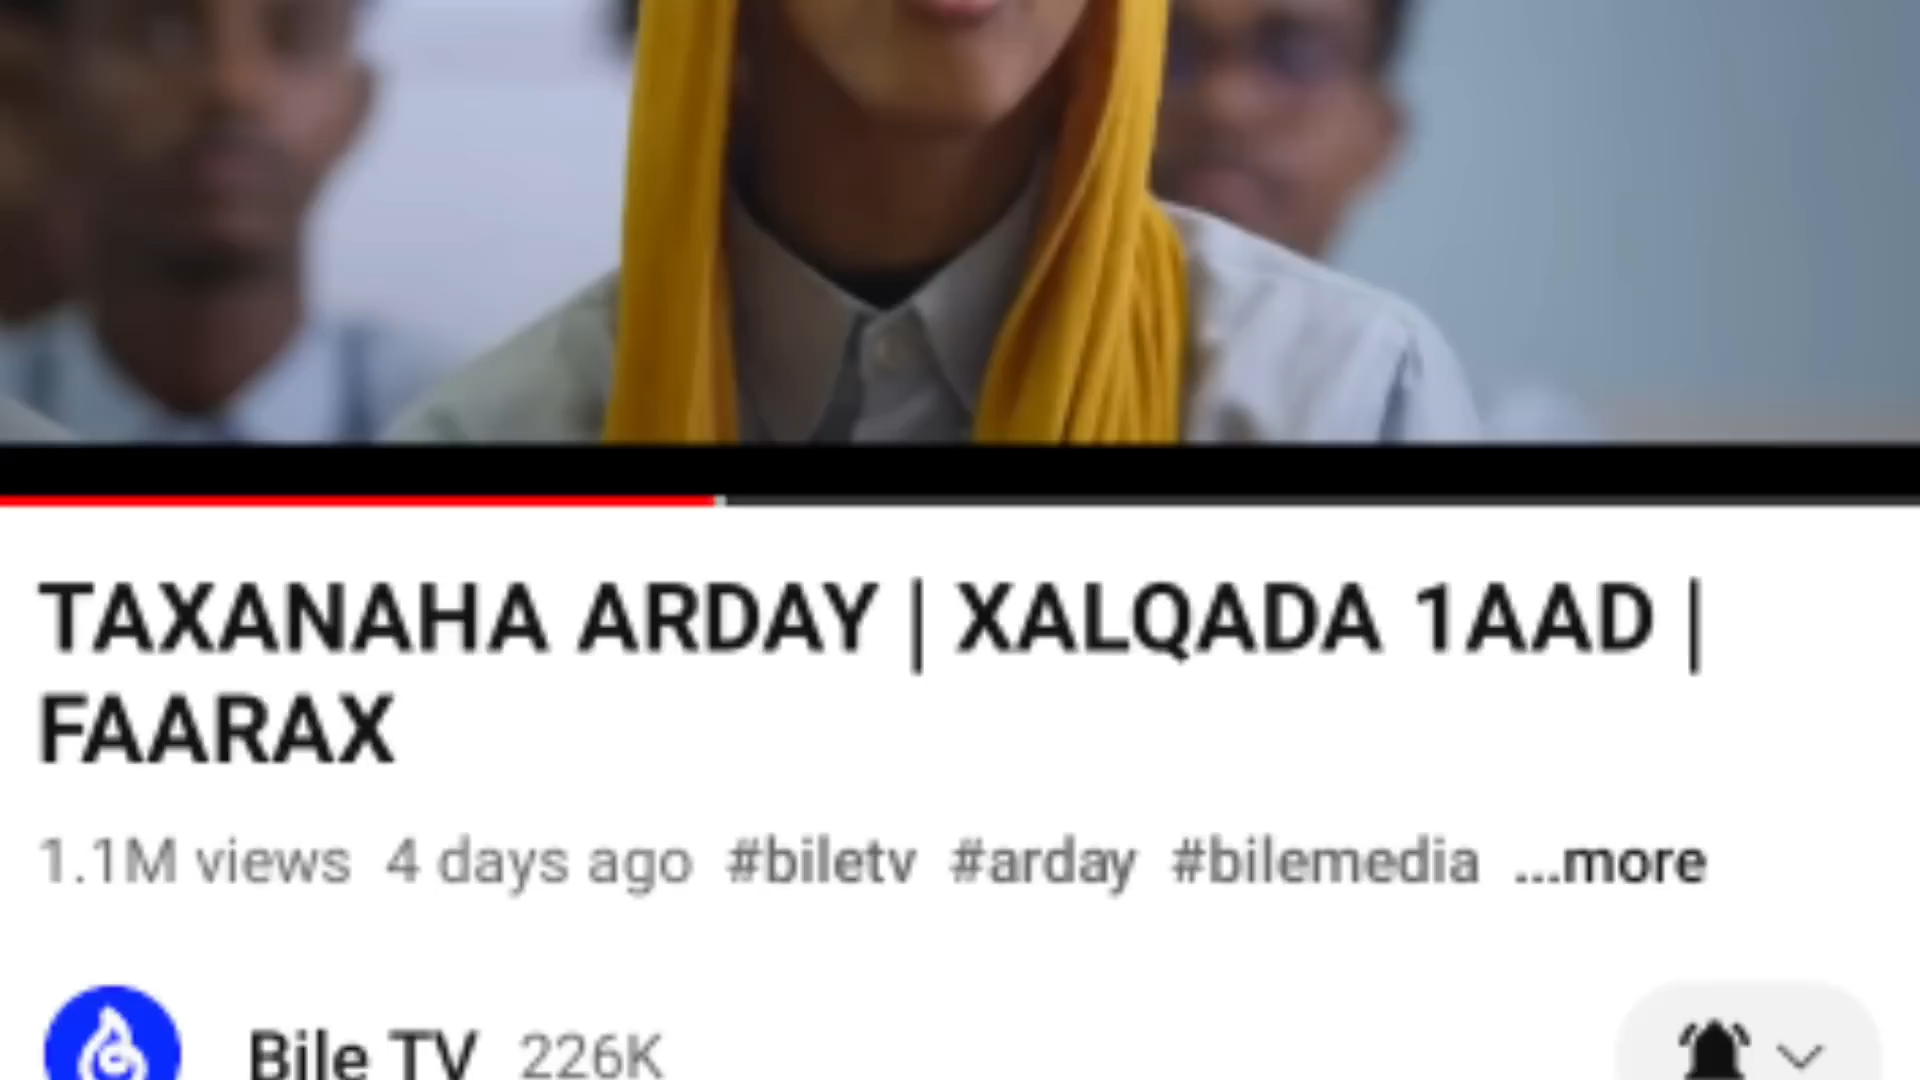 TAXANAHA ARDAY | XALQADA 1AAD |
FAARAX
1.1M views 4 days ago #biletv #arday #bilemedia ...more
Bile TV 226K